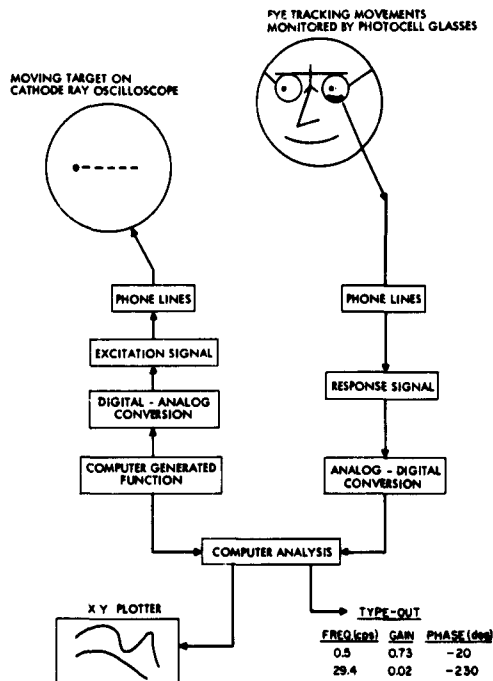 EYE TRACKING MOVEMENTS
MONITORED BY PHOTOCELL GLASSES
MOVING TARGET ON
CATHODE RAY OSCILLOSCOPE
PHONE LINES
EXCITATION SIGNAL
DIGITAL - ANALOG
CONVERSION
COMPUTER GENERATED
FUNCTION
PHONE LINES
RESPONSE SIGNAL
ANALOG - DIGITAL
CONVERSION
COMPUTER ANALYSIS
X Y PLOTTER
TYPE-OUT
FREQ.(cps) GAIN PHASE (deg)
0.5 0.73 -20
29.4 0.02 -230